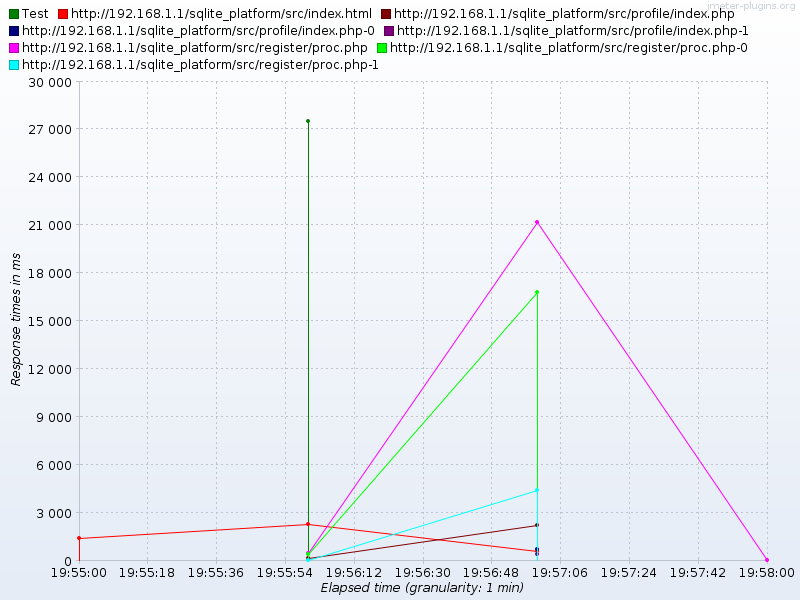 jmeter-plugins.org
Test http://192.168.1.1/sqlite_platform/src/index.html http://192.168.1.1/sqlite_platform/src/profile/index.php
http://192.168.1.1/sqlite_platform/src/profile/index.php-0 http://192.168.1.1/sqlite_platform/src/profile/index.php-1
http://192.168.1.1/sqlite_platform/src/register/proc.php http://192.168.1.1/sqlite_platform/src/register/proc.php-0
http://192.168.1.1/sqlite_platform/src/register/proc.php-1
30 000
27 000
24 000
21 000
18 000
15 000
12 000
9 000
6 000
3 000
0
Response times in ms
19:55:00 19:55:18 19:55:36 19:55:54 19:56:12 19:56:30 19:56:48 19:57:06 19:57:24 19:57:42 19:58:00
Elapsed time (granularity: 1 min)